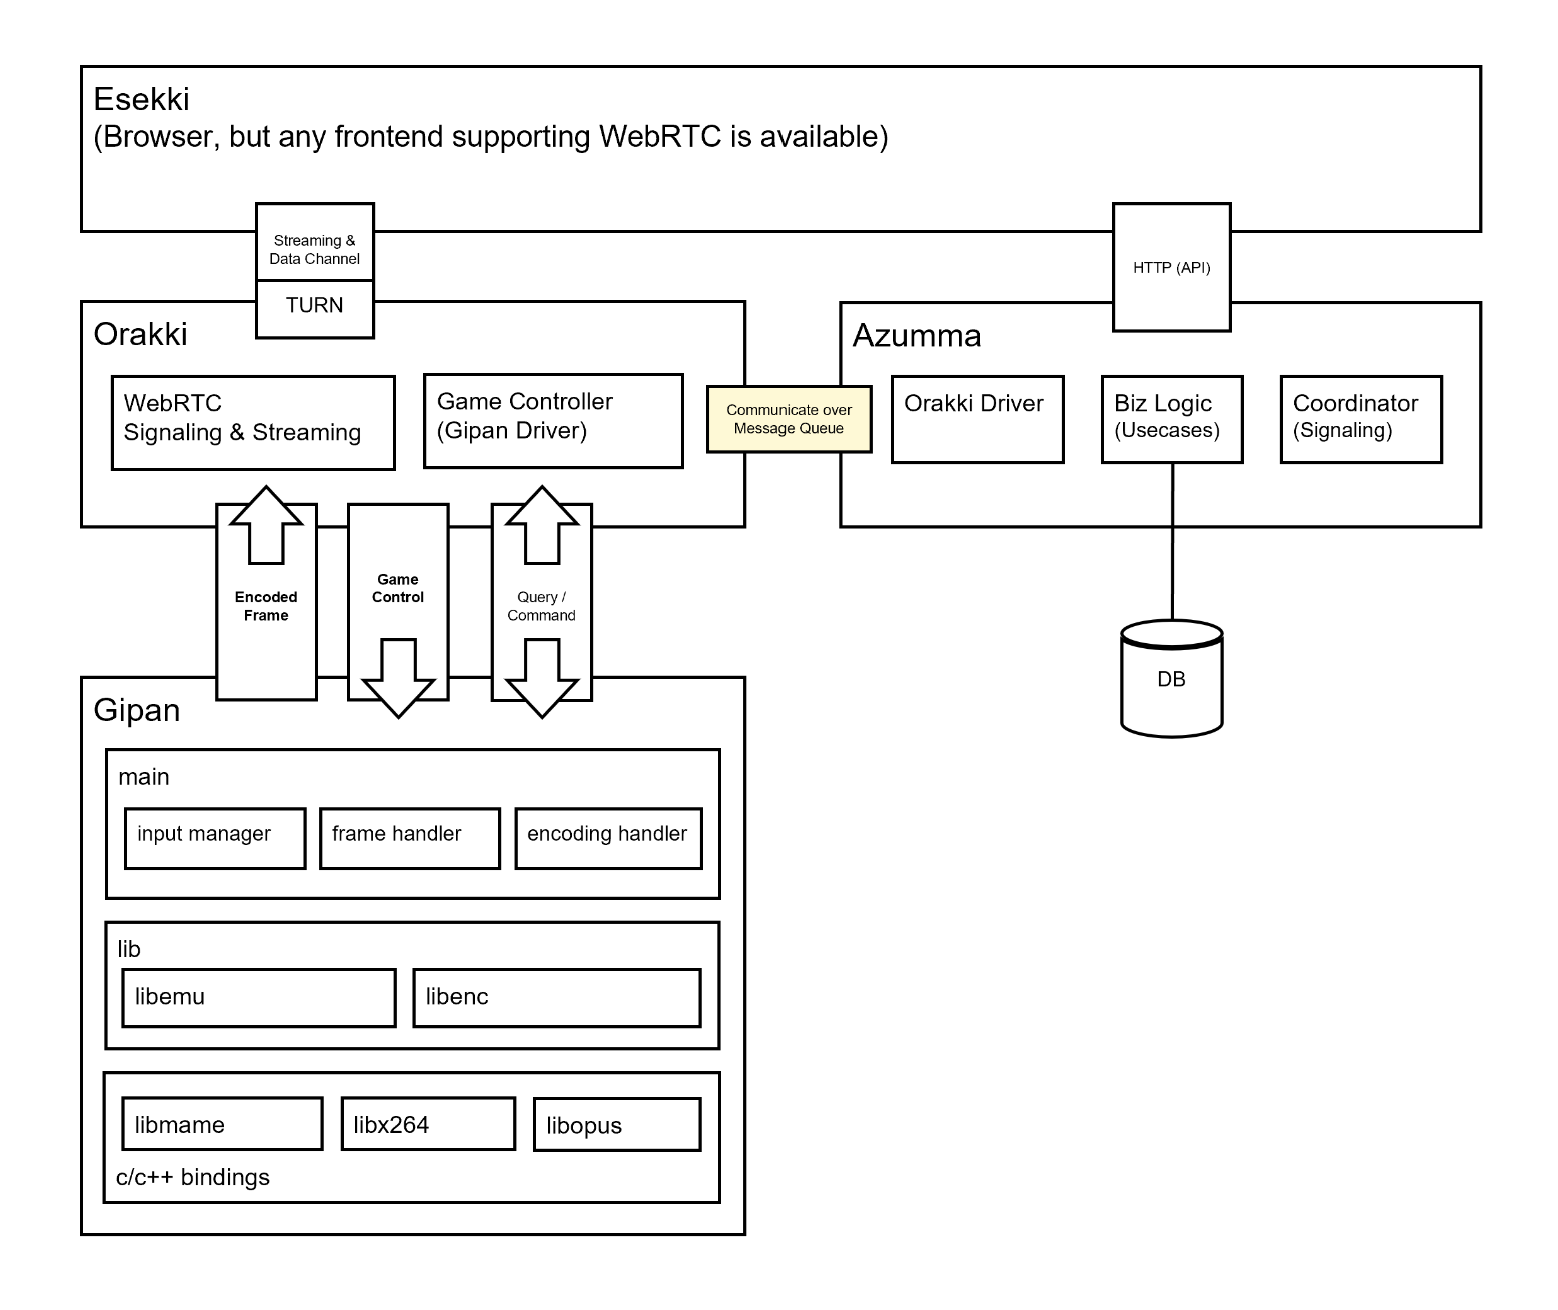 Esekki
(Browser, but any frontend supporting WebRTC is available)
Streaming &
Data Channel
TURN
HTTP (API)
Orakki
WebRTC
Signaling & Streaming
Game Controller
(Gipan Driver)
Communicate over
Message Queue
Azumma
Orakki Driver
Biz Logic
(Usecases)
Coordinator
(Signaling)
Encoded
Frame
Game
Control
Query /
Command
DB
Gipan
main
input manager
frame handler
encoding handler
lib
libemu
libenc
libmame
libx264
libopus
c/c++ bindings